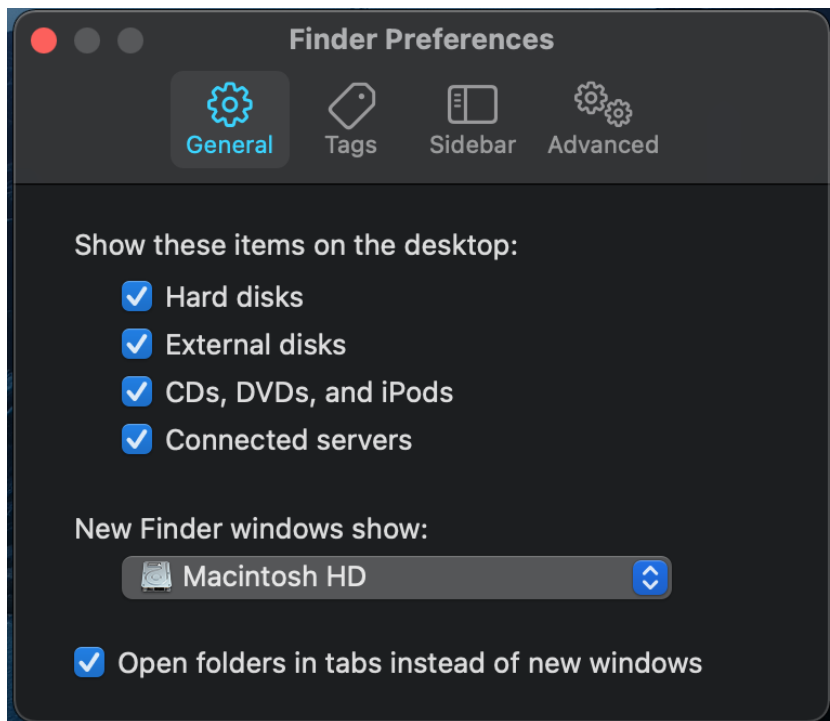 Finder Preferences
General Tags Sidebar Advanced
Show these items on the desktop:
Hard disks
External disks
CDs, DVDs, and iPods
Connected servers
New Finder windows show:
Macintosh HD
Open folders in tabs instead of new windows